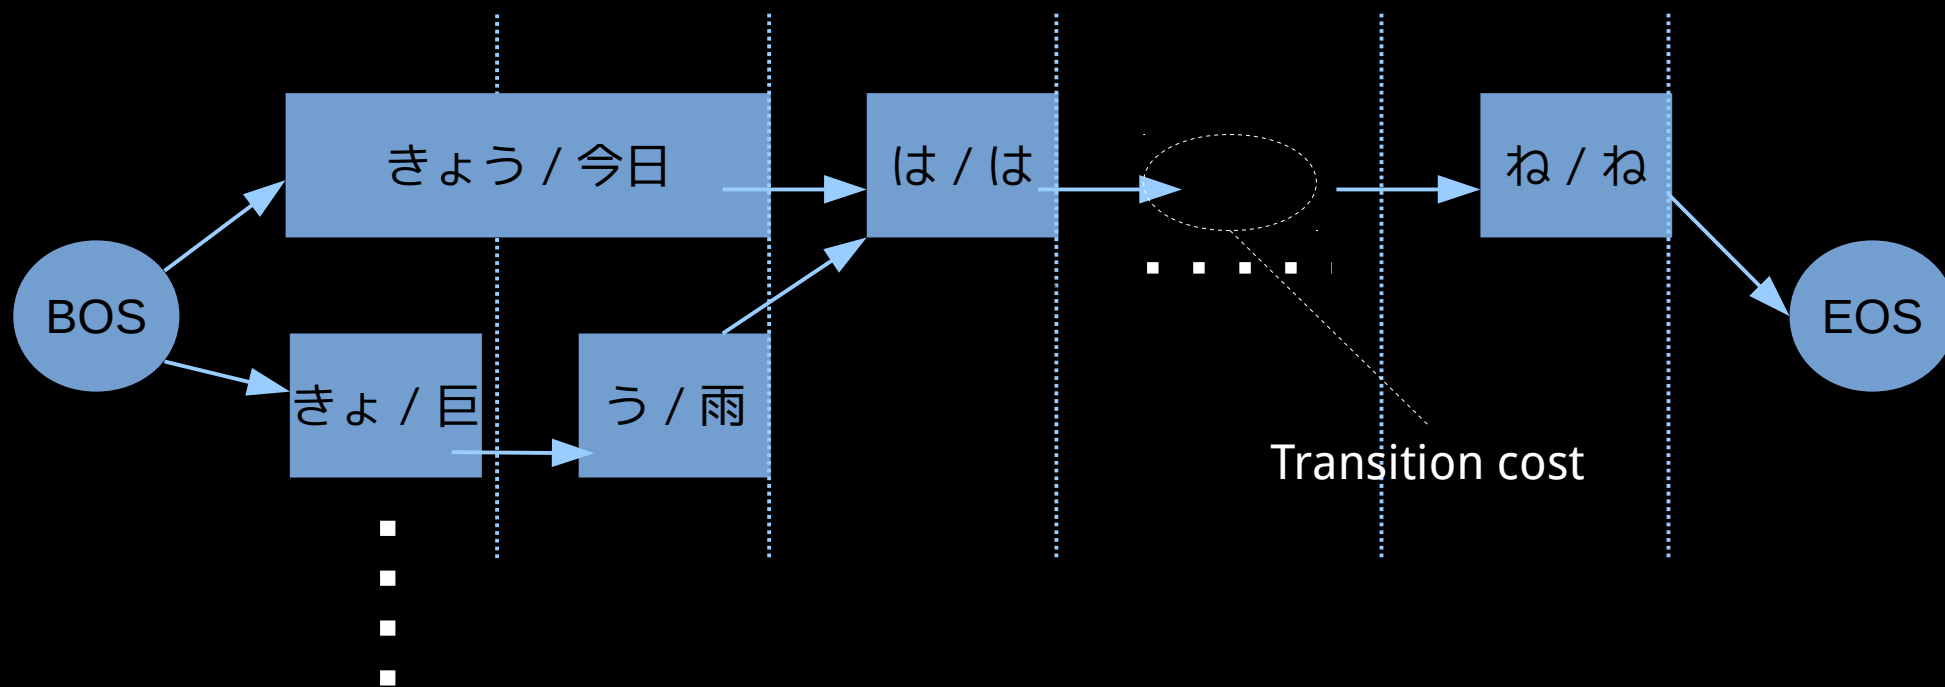 きょう / 今日
は / は
ね / ね
BOS
EOS
きょ / 巨
う / 雨
Transition cost